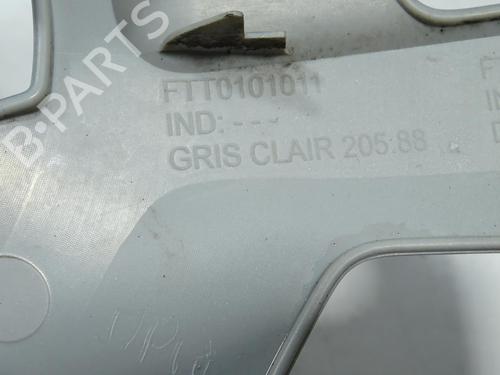 B-PARTS
FTT0101011
IND: - - -
GRIS CLAIR 205.88